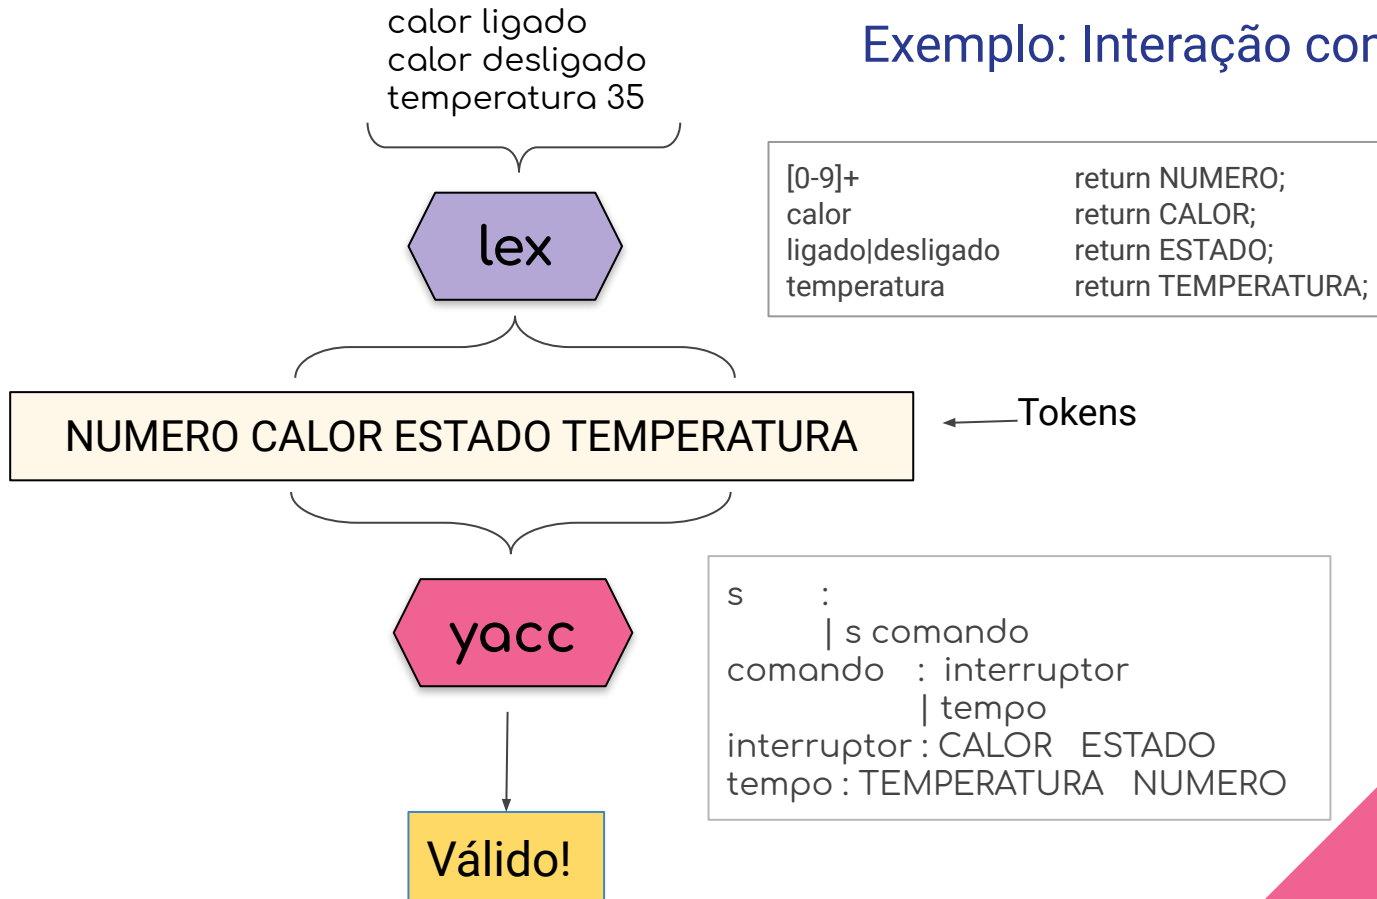 calor ligado
calor desligado
temperatura 35
Exemplo: Interação
[0-9]+ return NUMERO;
calor return CALOR;
ligado|desligado return ESTADO;
temperatura return TEMPERATURA;
lex
NUMERO CALOR ESTADO TEMPERATURA
Tokens
yacc
s :
| s comando
comando : interruptor
| tempo
interruptor : CALOR ESTADO
tempo : TEMPERATURA NUMERO
Válido!